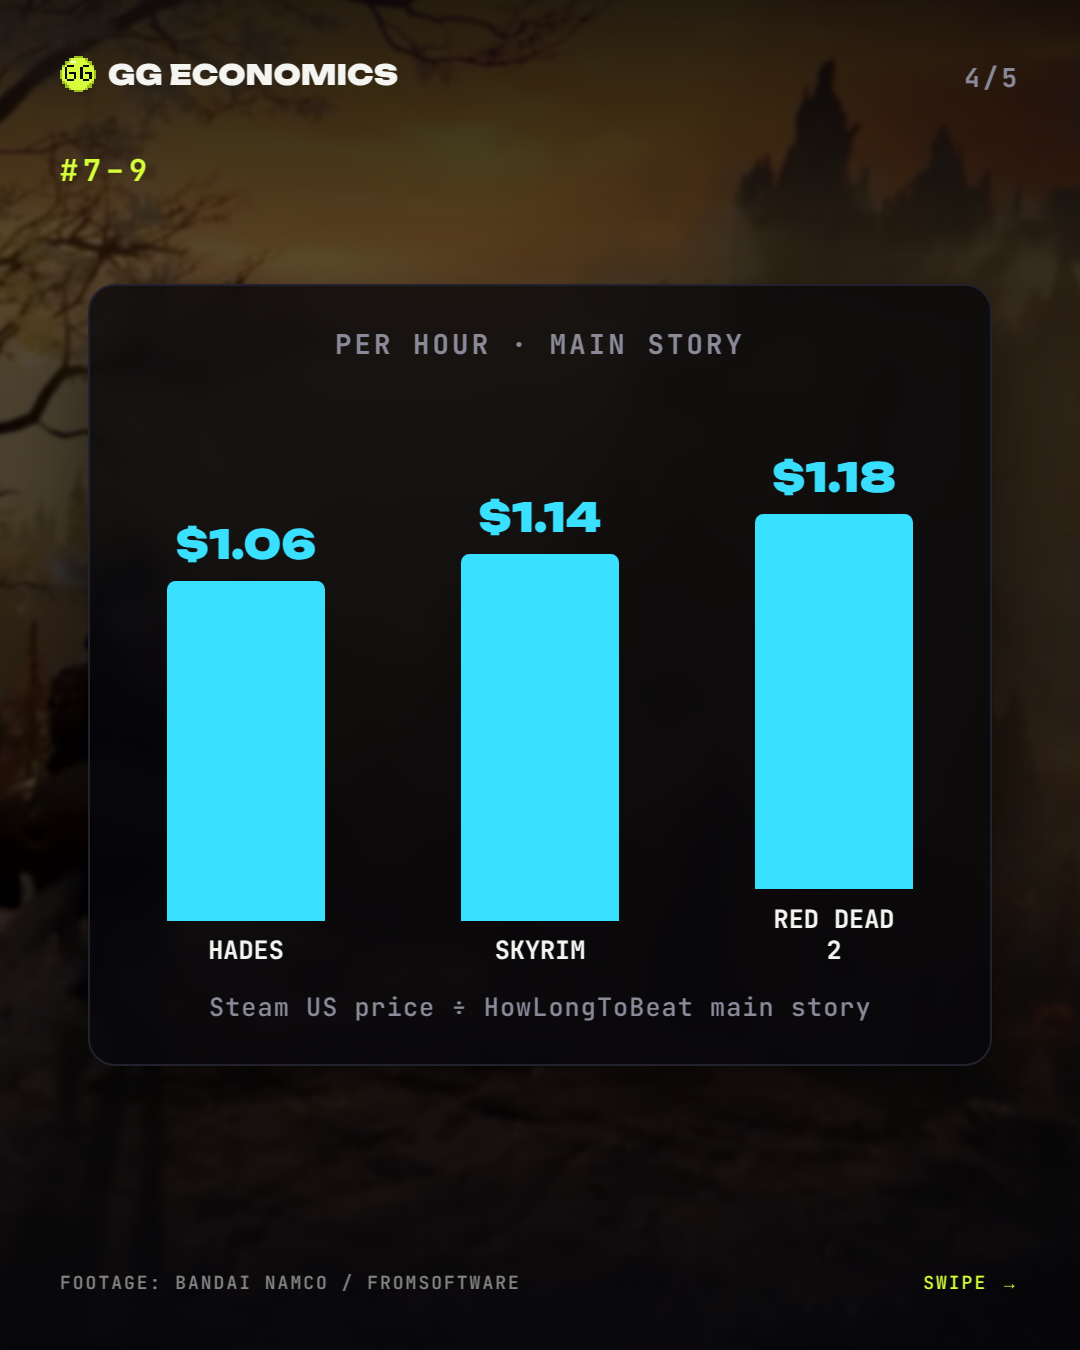 GG GG ECONOMICS
4/5
#7-9
PER HOUR · MAIN STORY
$1.06
$1.14
$1.18
HADES
SKYRIM
RED DEAD
2
Steam US price ÷ HowLongToBeat main story
FOOTAGE: BANDAI NAMCO / FROMSOFTWARE
SWIPE →